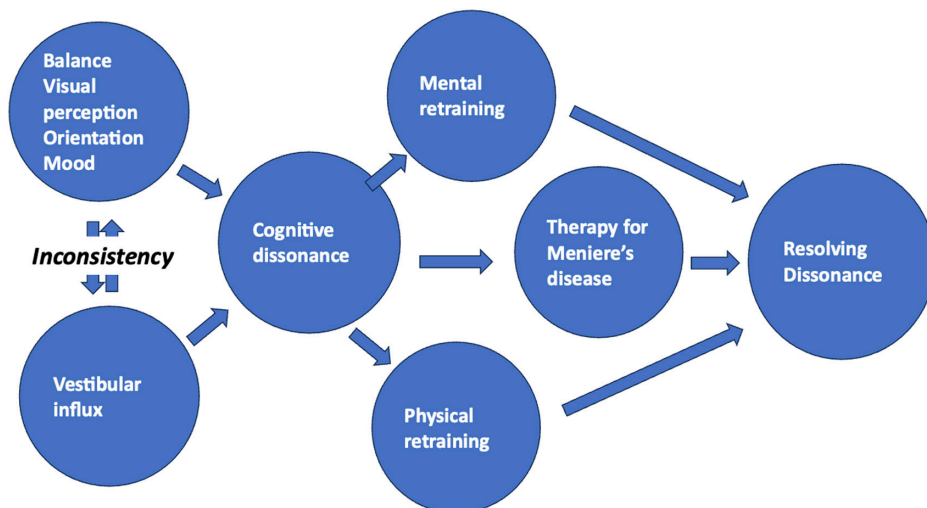 Balance
Visual
perception
Orientation
Mood
Inconsistency
Vestibular
influx
Cognitive
dissonance
Mental
retraining
Therapy for
Meniere's
disease
Physical
retraining
Resolving
Dissonance